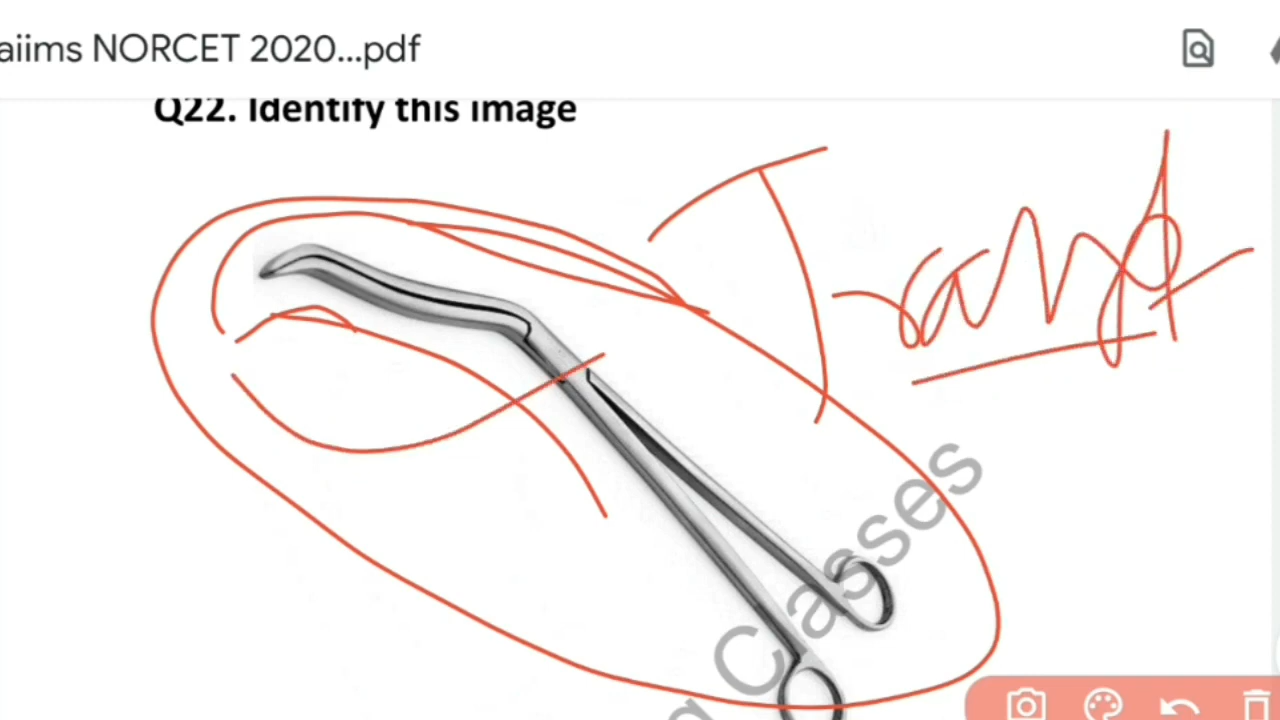 aiims NORCET 2020...pdf
Q22. Identify this image
g Classes